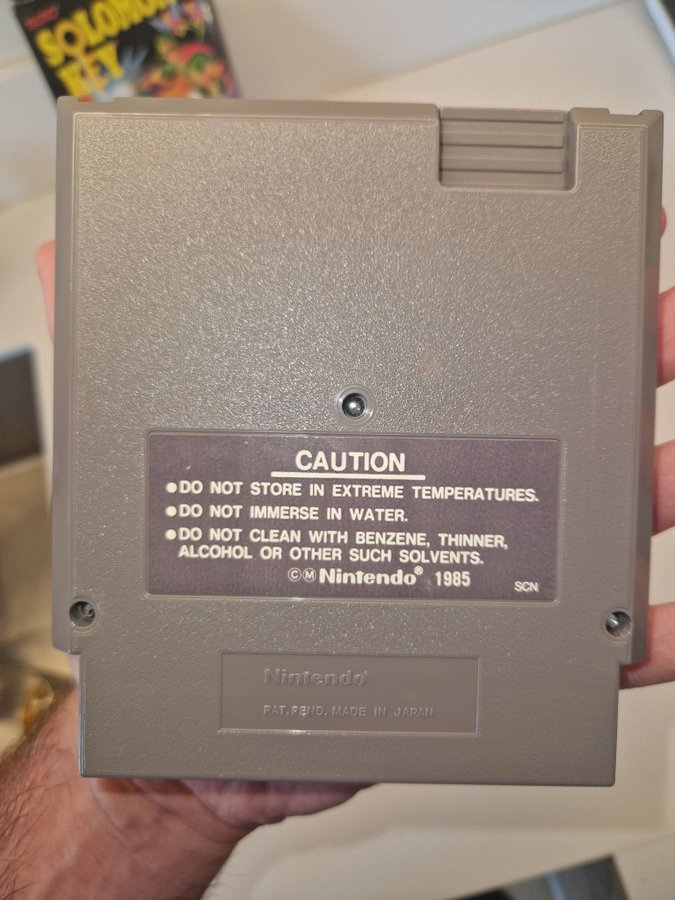 SOLOMON'S
KEY
CAUTION
●DO NOT STORE IN EXTREME TEMPERATURES.
●DO NOT IMMERSE IN WATER.
●DO NOT CLEAN WITH BENZENE, THINNER,
ALCOHOL OR OTHER SUCH SOLVENTS.
©Ⓜ Nintendo® 1985
SCN
Nintendo®
PAT. PEND. MADE IN JAPAN